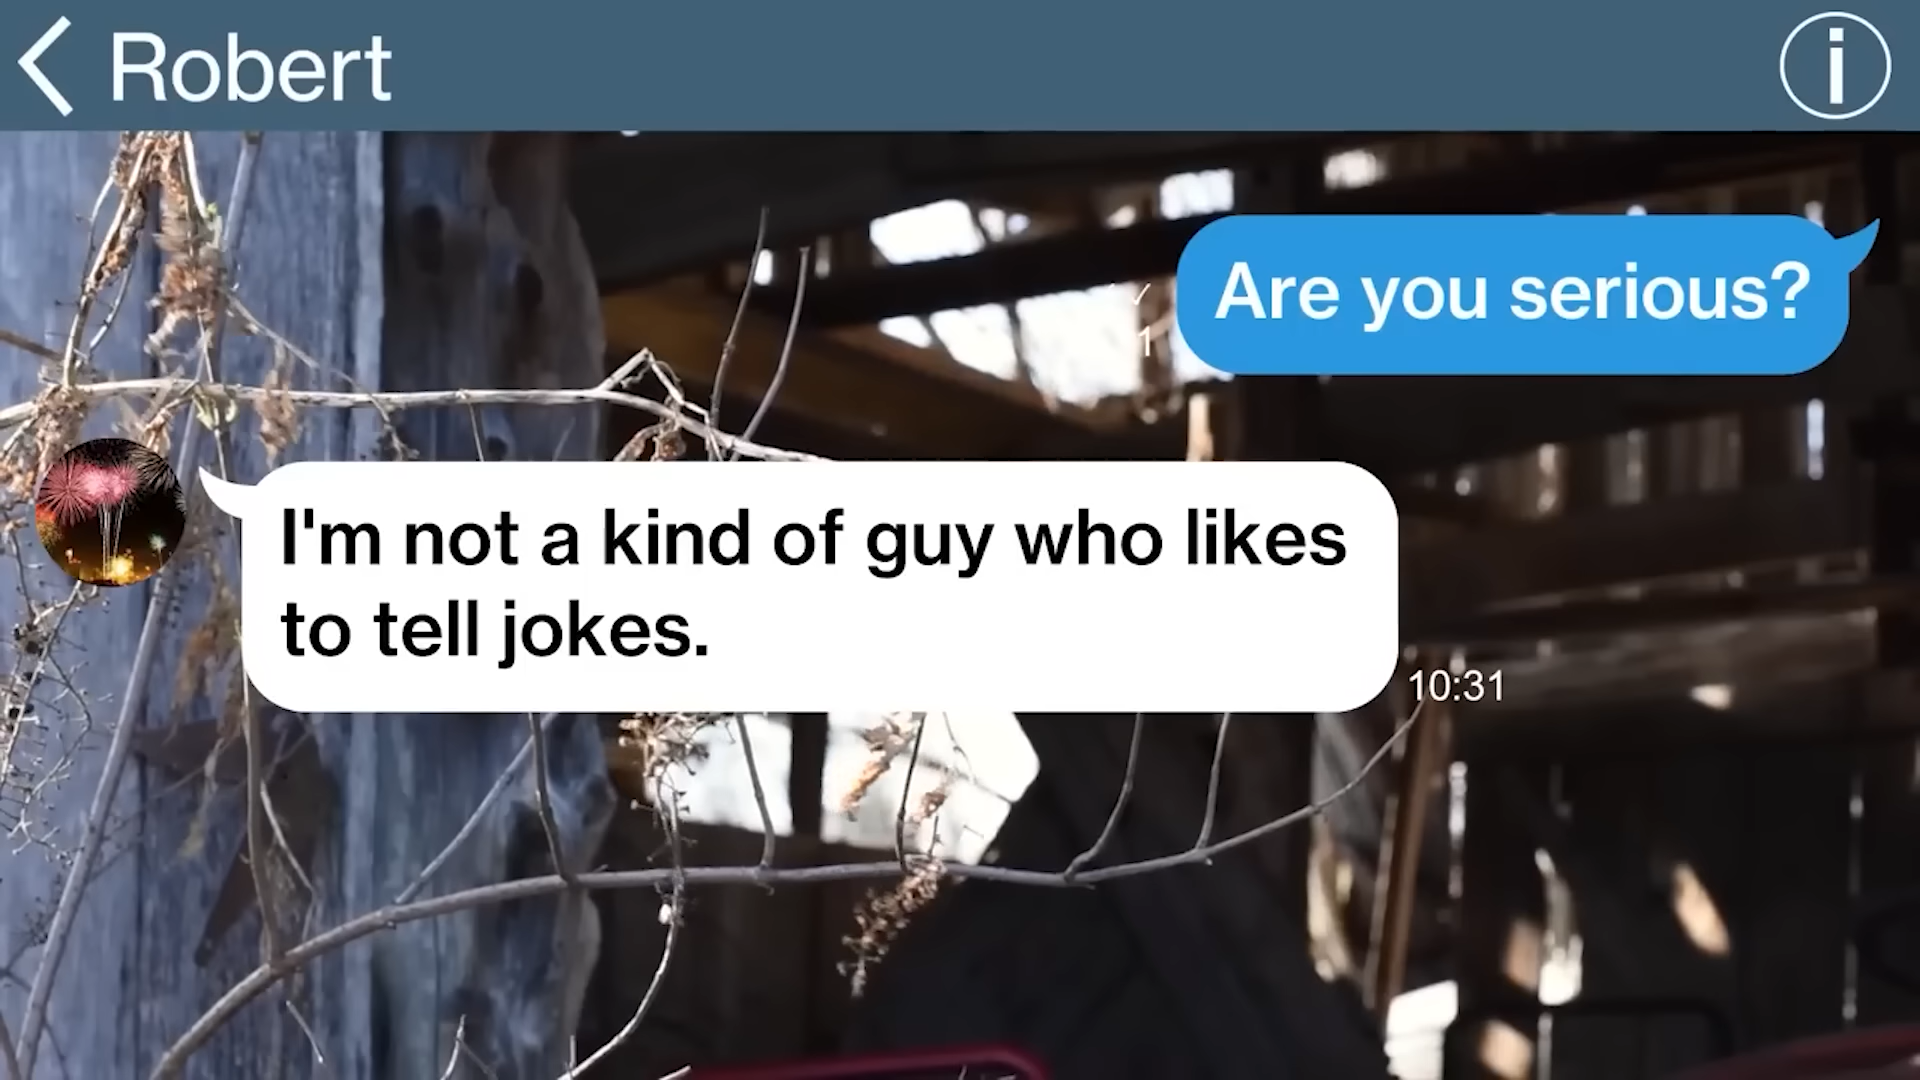 Robert
Are you serious?
I'm not a kind of guy who likes
to tell jokes.
10:31